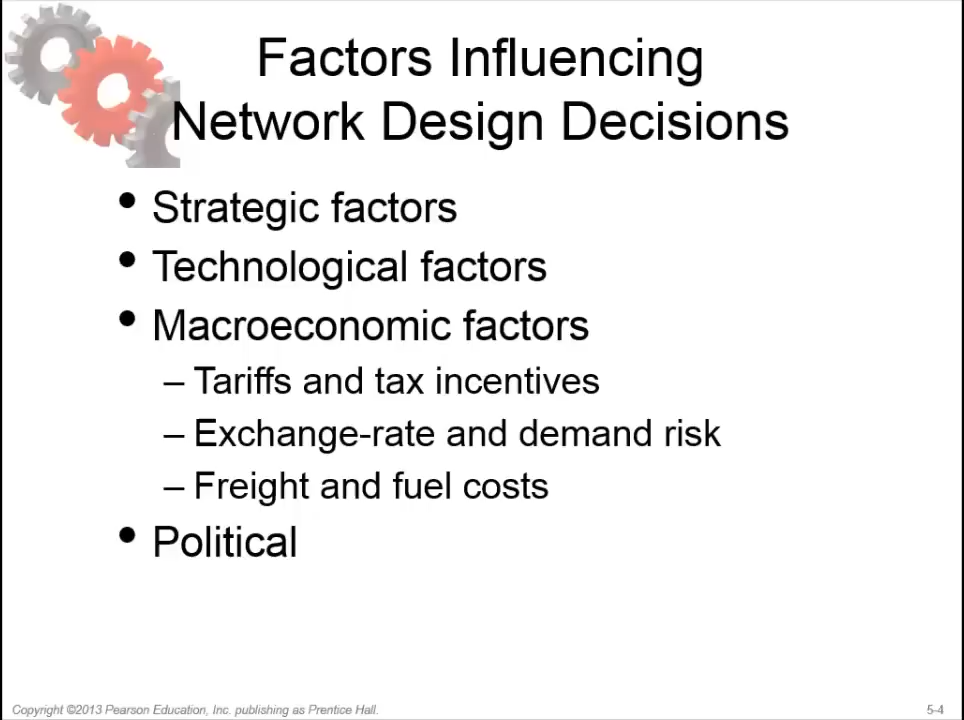 Factors Influencing
Network Design Decisions
• Strategic factors
• Technological factors
• Macroeconomic factors
– Tariffs and tax incentives
– Exchange-rate and demand risk
– Freight and fuel costs
• Political
Copyright ©2013 Pearson Education, Inc. publishing as Prentice Hall.
5-4